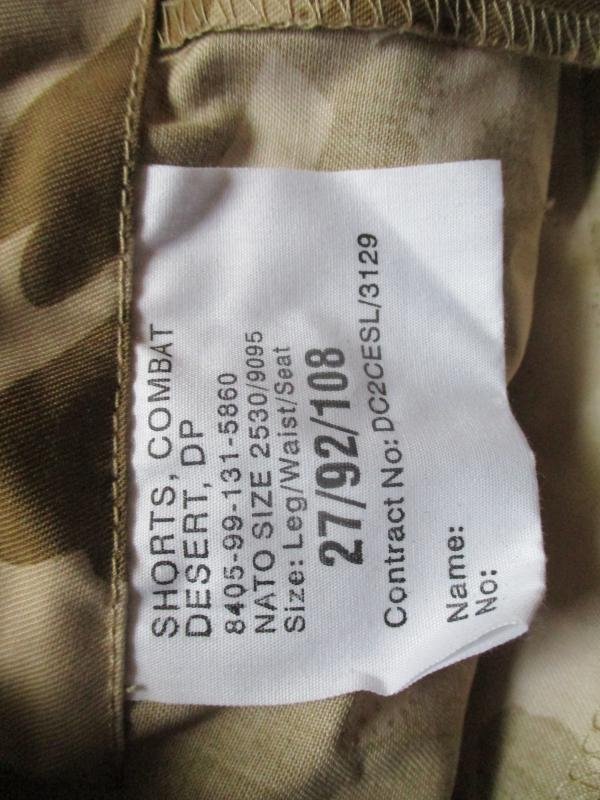 SHORTS, COMBAT
DESERT, DP
8405-99-131-5860
NATO SIZE 2530/9095
Size: Leg/Waist/Seat
27/92/108
Contract No: DC2CESL/3129
Name:
No: